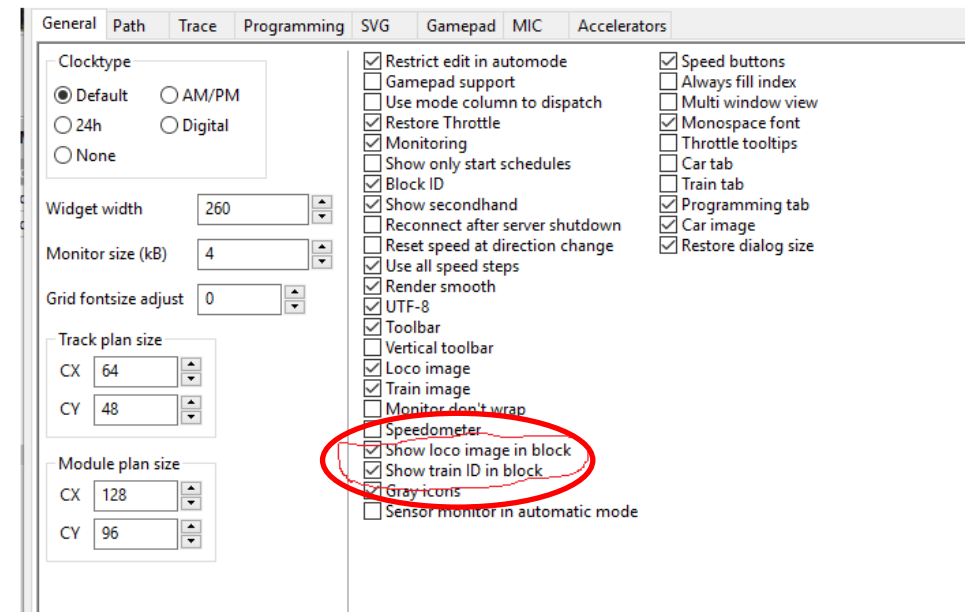 General Path Trace Programming SVG Gamepad MIC Accelerators
Clocktype
Default AM/PM
24h Digital
None
Widget width 260
Monitor size (kB) 4
Grid fontsize adjust 0
Track plan size
CX 64
CY 48
Module plan size
CX 128
CY 96
Restrict edit in automode
Gamepad support
Use mode column to dispatch
Restore Throttle
Monitoring
Show only start schedules
Block ID
Show secondhand
Reconnect after server shutdown
Reset speed at direction change
Use all speed steps
Render smooth
UTF-8
Toolbar
Vertical toolbar
Loco image
Train image
Monitor don't wrap
Speedometer
Show loco image in block
Show train ID in block
Gray icons
Sensor monitor in automatic mode
Speed buttons
Always fill index
Multi window view
Monospace font
Throttle tooltips
Car tab
Train tab
Programming tab
Car image
Restore dialog size